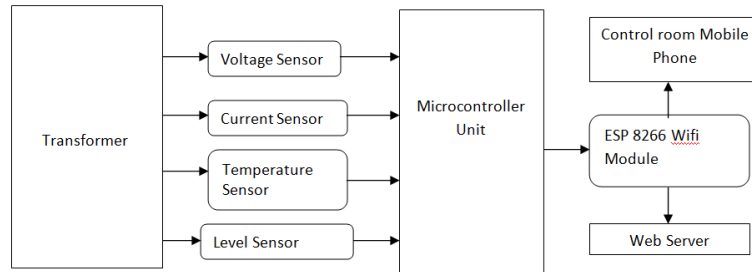 Transformer
Voltage Sensor
Current Sensor
Temperature
Sensor
Level Sensor
Microcontroller
Unit
Control room Mobile
Phone
ESP 8266 Wifi
Module
Web Server